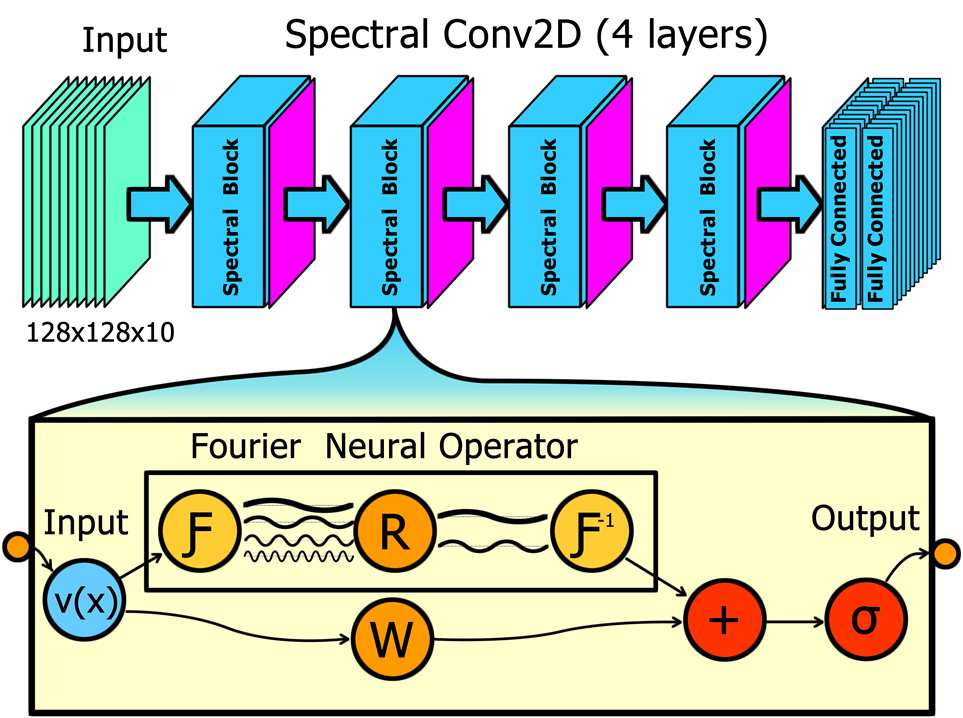 Input
Spectral Conv2D (4 layers)
Spectral Block
Spectral Block
Spectral Block
Spectral Block
Fully Connected
Fully Connected
128x128x10
Fourier Neural Operator
Input
Output
v(x)
Ƒ
R
Ƒ-1
W
+
σ